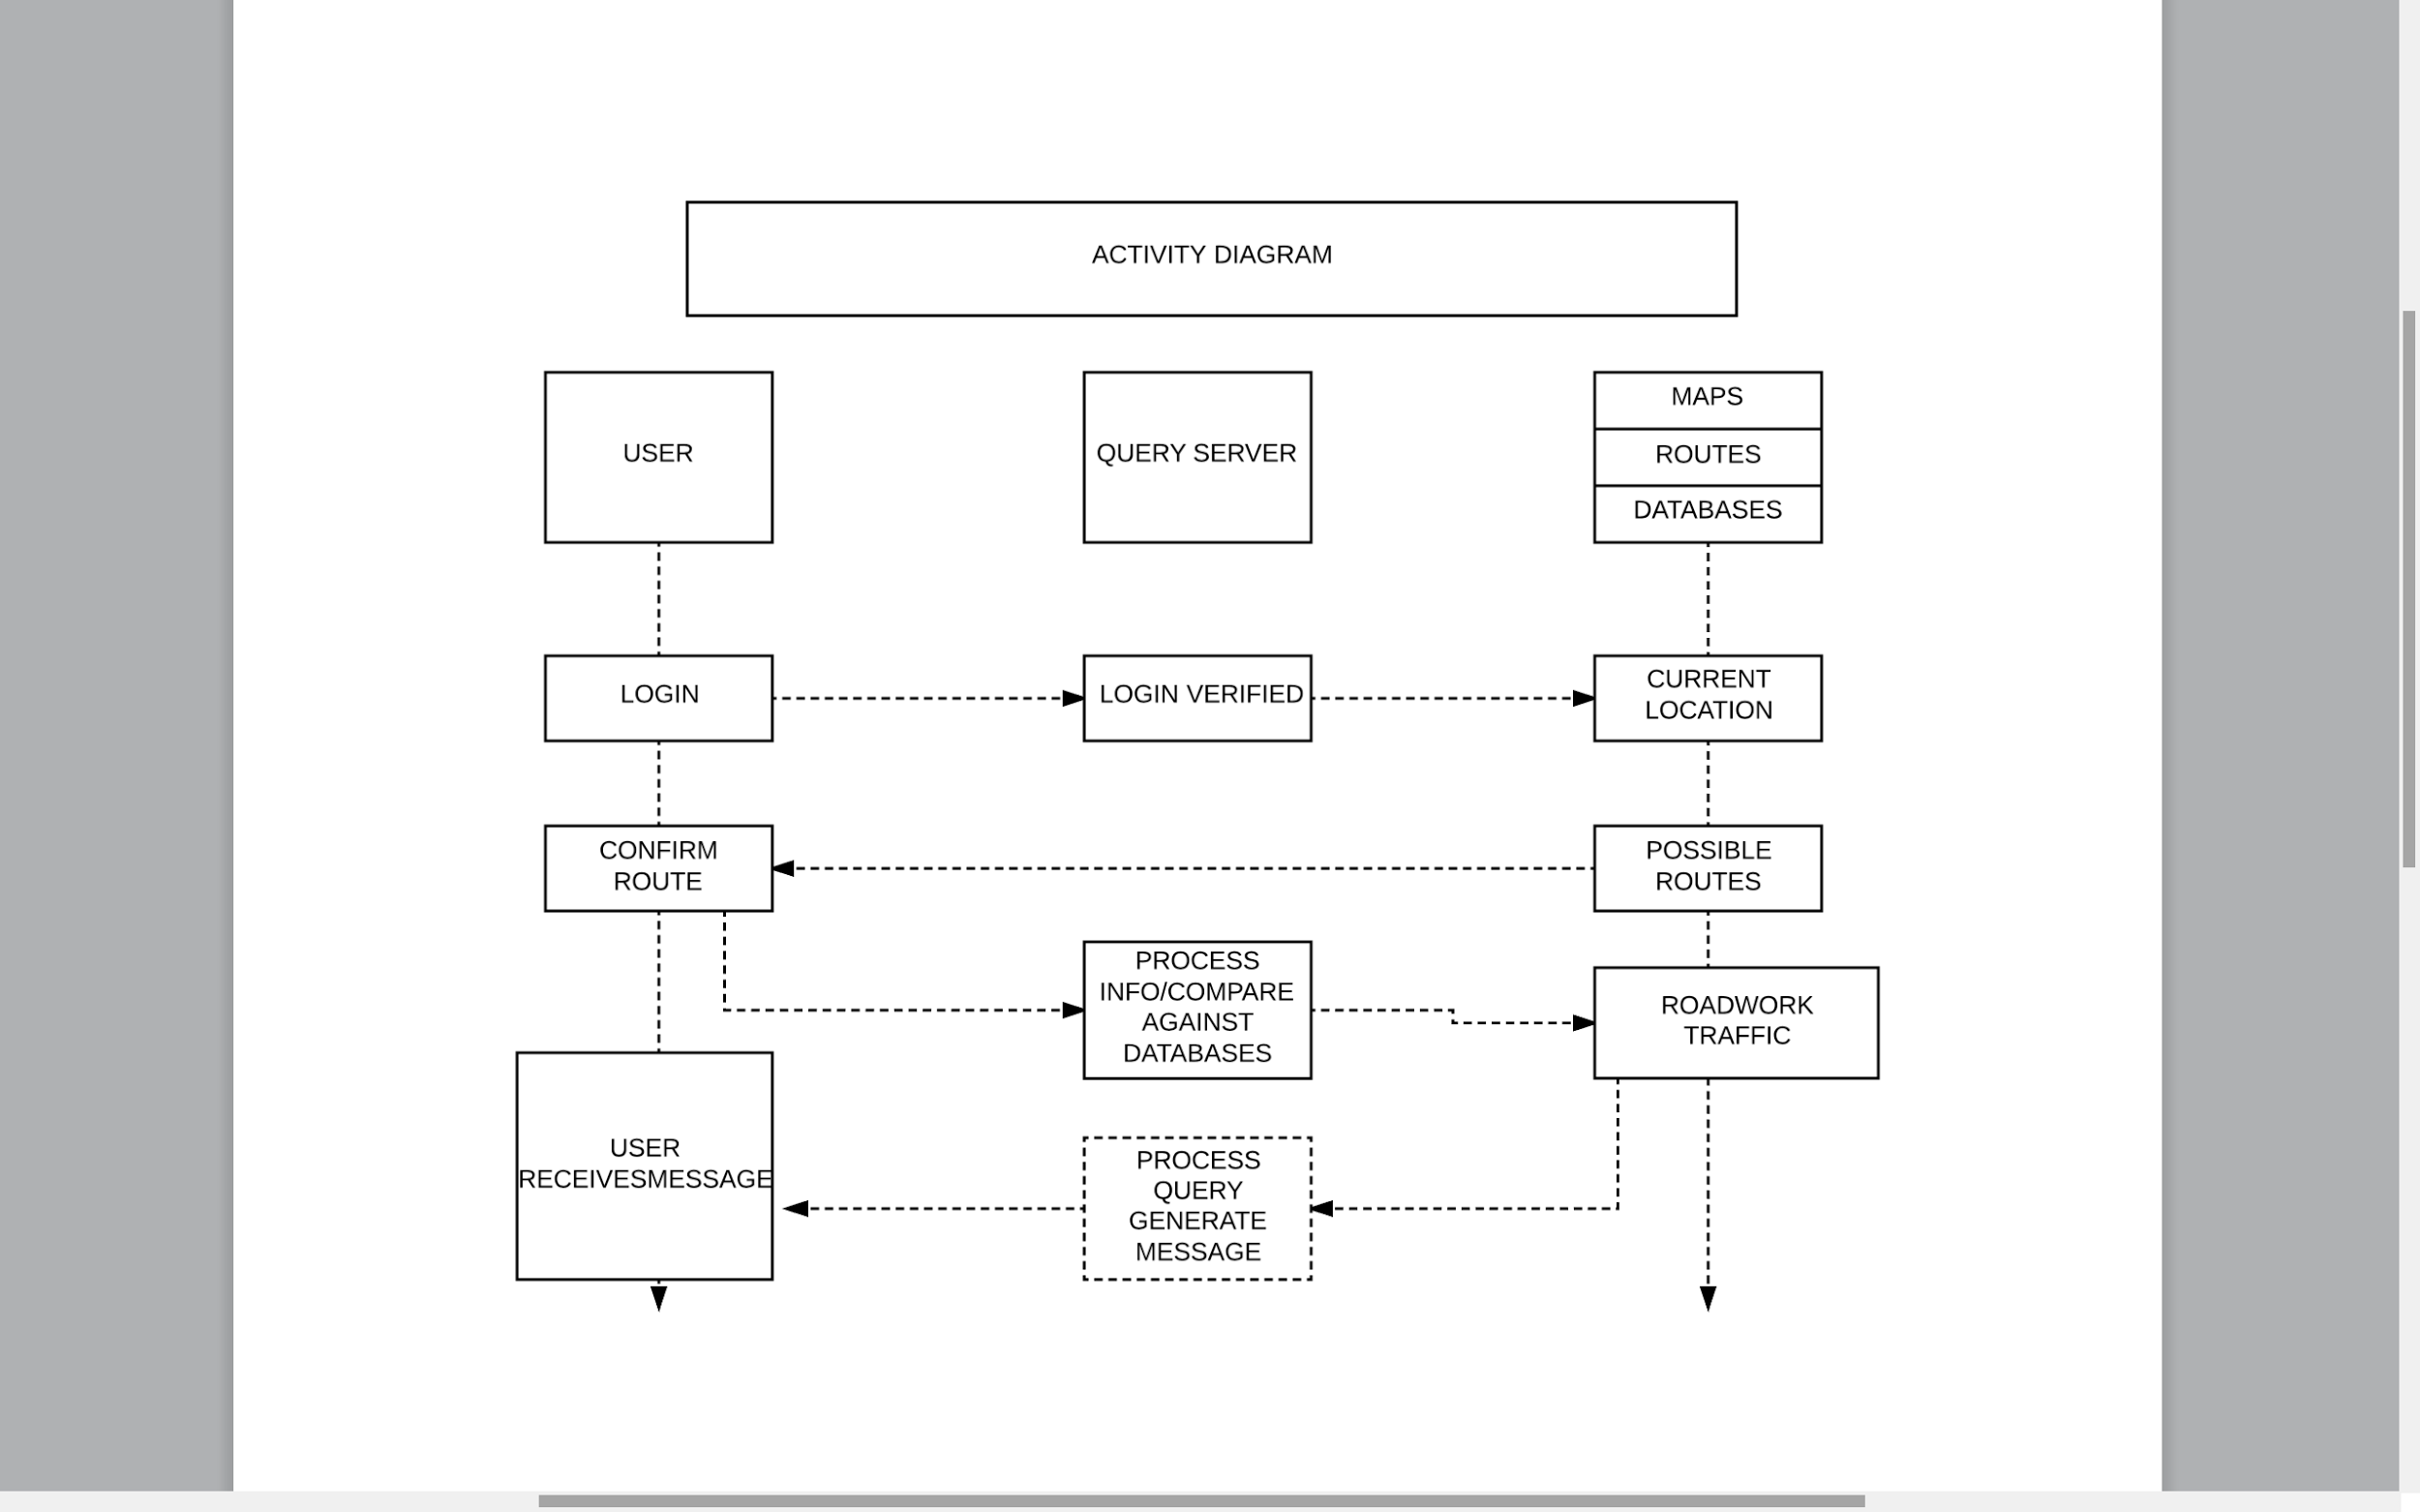 ACTIVITY DIAGRAM
USER
QUERY SERVER
MAPS
ROUTES
DATABASES
LOGIN
LOGIN VERIFIED
CURRENT
LOCATION
CONFIRM
ROUTE
POSSIBLE
ROUTES
PROCESS
INFO/COMPARE
AGAINST
DATABASES
ROADWORK
TRAFFIC
USER
RECEIVESMESSAGE
PROCESS
QUERY
GENERATE
MESSAGE